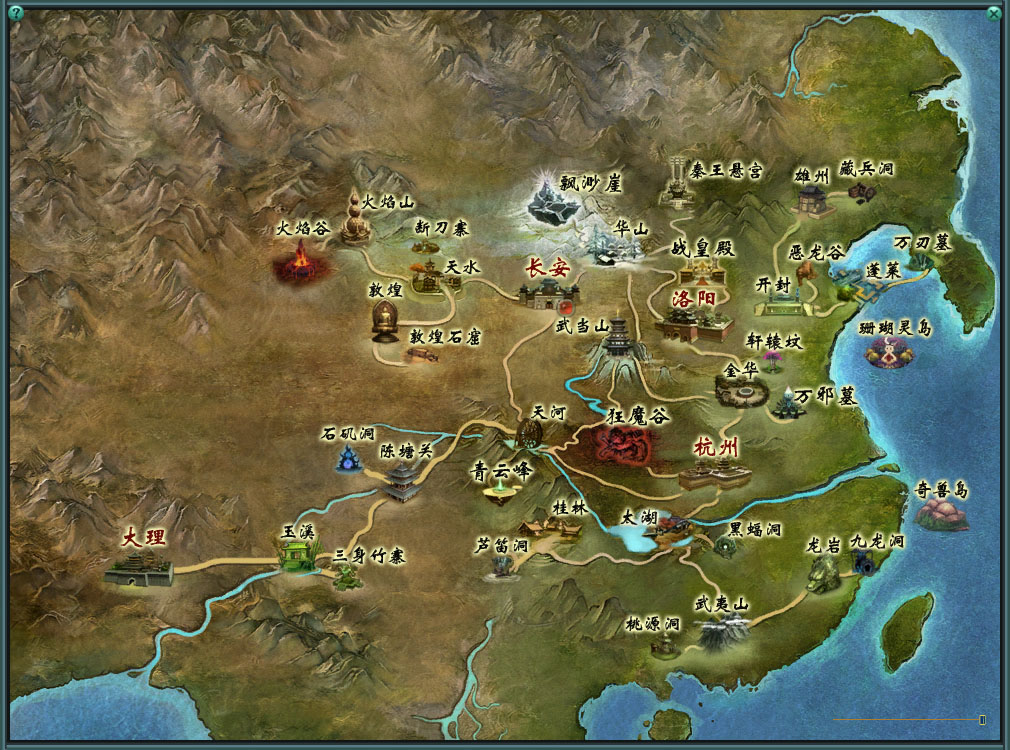 ?
秦王悬宫
藏兵洞
雄州
飘渺崖
火焰山
火焰谷
断刀寨
华山
战皇殿
恶龙谷
万刃墓
天水
长安
蓬莱
敦煌
开封
洛阳
敦煌石窟
武当山
珊瑚灵岛
轩辕坟
金华
万邪墓
天河
狂魔谷
石矶洞
陈塘关
杭州
青云峰
奇兽岛
桂林
太湖
黑蝠洞
大理
玉溪
三身竹寨
芦笛洞
龙岩
九龙洞
武夷山
桃源洞